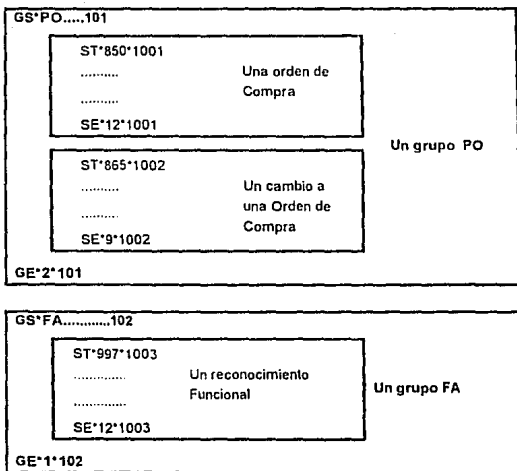 GS*PO.....101
ST*850*1001
..........
Una orden de
Compra
..........
SE*12*1001
Un grupo PO
ST*865*1002
..........
Un cambio a
una Orden de
Compra
..........
SE*9*1002
GE*2*101
GS*FA............102
ST*997*1003
.............
Un reconocimiento
Funcional
.............
SE*12*1003
Un grupo FA
GE*1*102